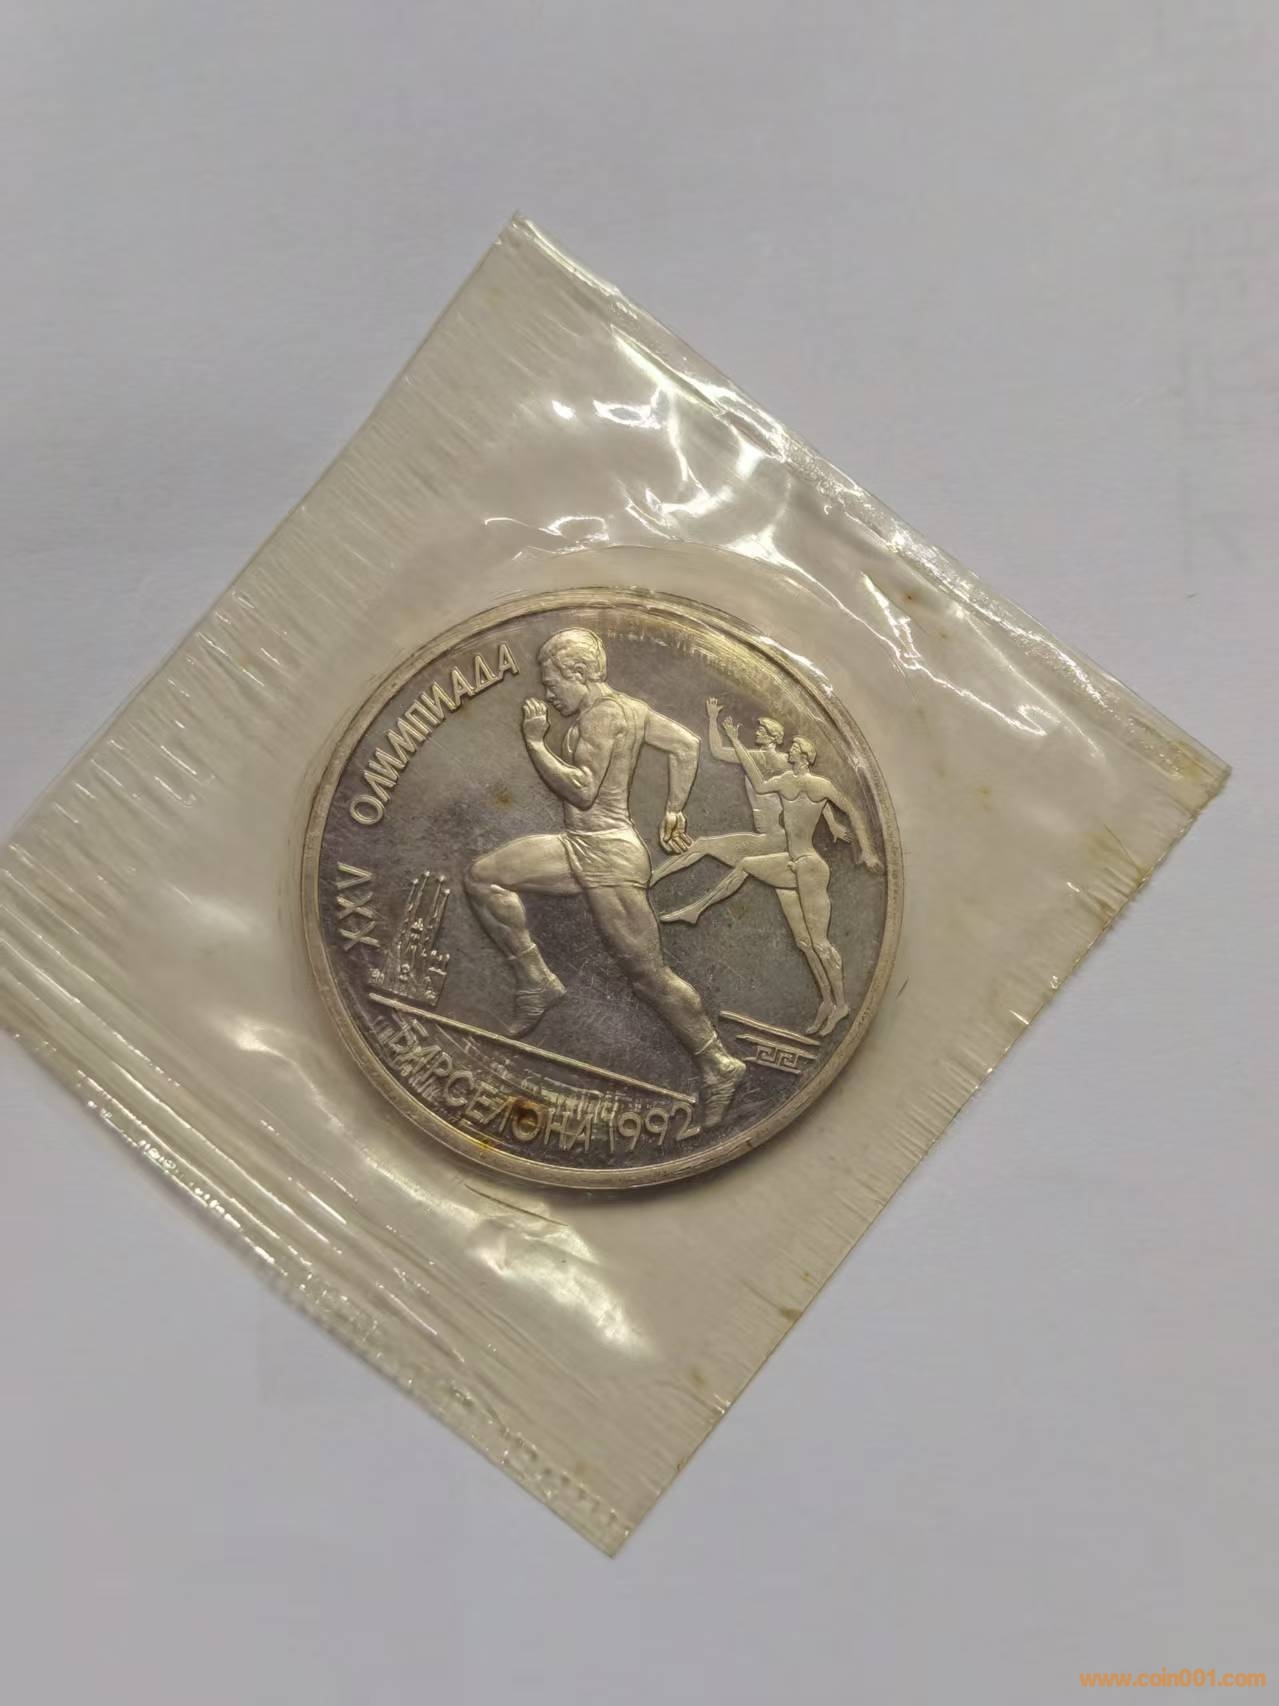 XXV ОЛИМПИАДА
БАРСЕЛОНА 1992
www.coin001.com